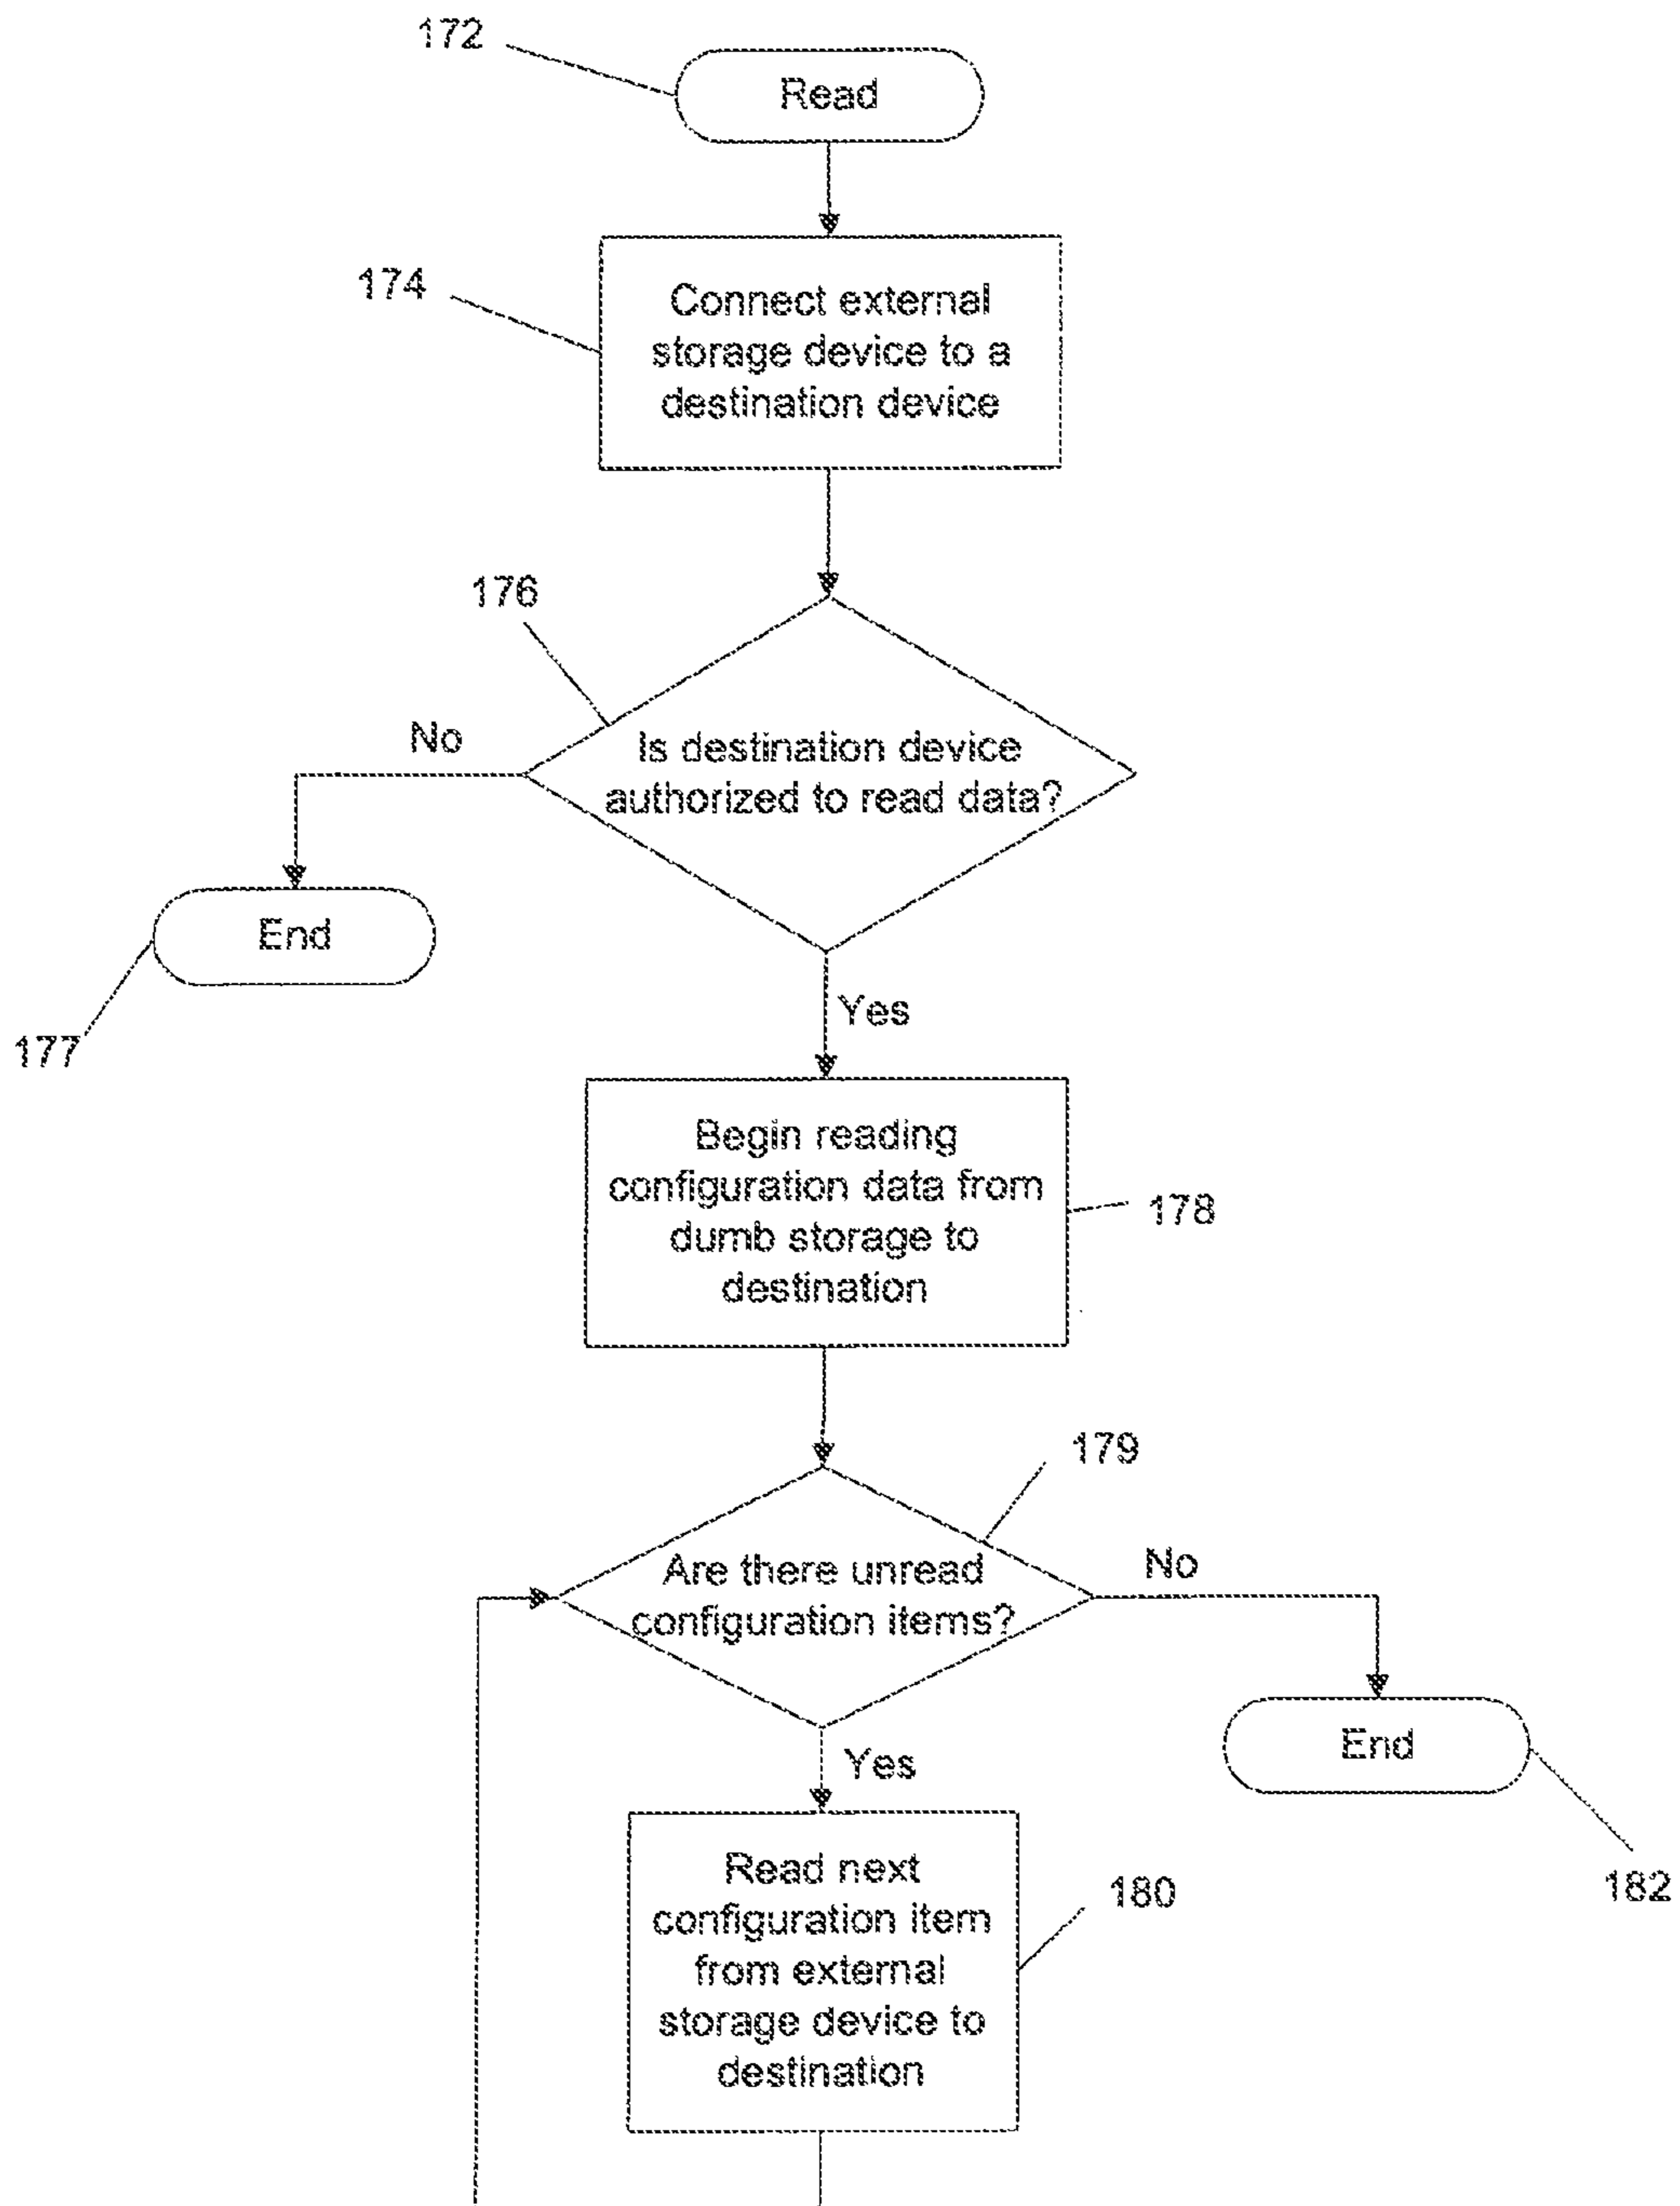 172
Read
174
Connect external
storage device to a
destination device
176
No
Is destination device
authorized to read data?
End
177
Yes
Begin reading
configuration data from
dumb storage to
destination
178
179
Are there unread
configuration items?
No
End
182
Yes
Read next
configuration item
from external
storage device to
destination
180